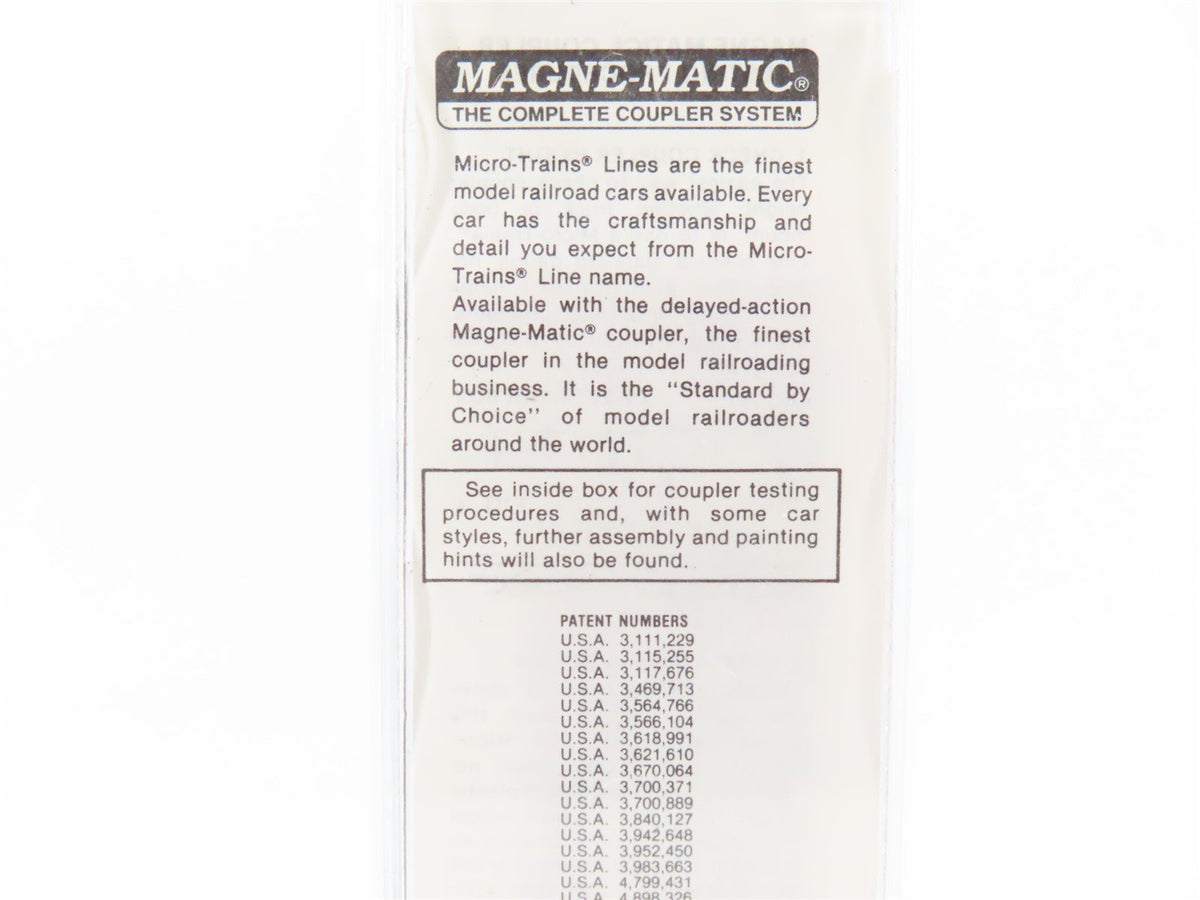 MAGNE-MATIC®
THE COMPLETE COUPLER SYSTEM
Micro-Trains® Lines are the finest
model railroad cars available. Every
car has the craftsmanship and
detail you expect from the Micro-
Trains® Line name.
Available with the delayed-action
Magne-Matic® coupler, the finest
coupler in the model railroading
business. It is the “Standard by
Choice” of model railroaders
around the world.
See inside box for coupler testing
procedures and, with some car
styles, further assembly and painting
hints will also be found.
PATENT NUMBERS
U.S.A. 3,111,229
U.S.A. 3,115,255
U.S.A. 3,117,676
U.S.A. 3,469,713
U.S.A. 3,564,766
U.S.A. 3,566,104
U.S.A. 3,618,991
U.S.A. 3,621,610
U.S.A. 3,670,064
U.S.A. 3,700,371
U.S.A. 3,700,889
U.S.A. 3,840,127
U.S.A. 3,942,648
U.S.A. 3,952,450
U.S.A. 3,983,663
U.S.A. 4,799,431
U.S.A. 4,898,326